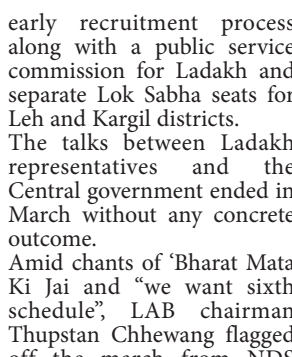 early recruitment process
along with a public service
commission for Ladakh and
separate Lok Sabha seats for
Leh and Kargil districts.
The talks between Ladakh
representatives and the
Central government ended in
March without any concrete
outcome.
Amid chants of ‘Bharat Mata
Ki Jai and “we want sixth
schedule”, LAB chairman
Thupstan Chhewang flagged
off the march from NDS